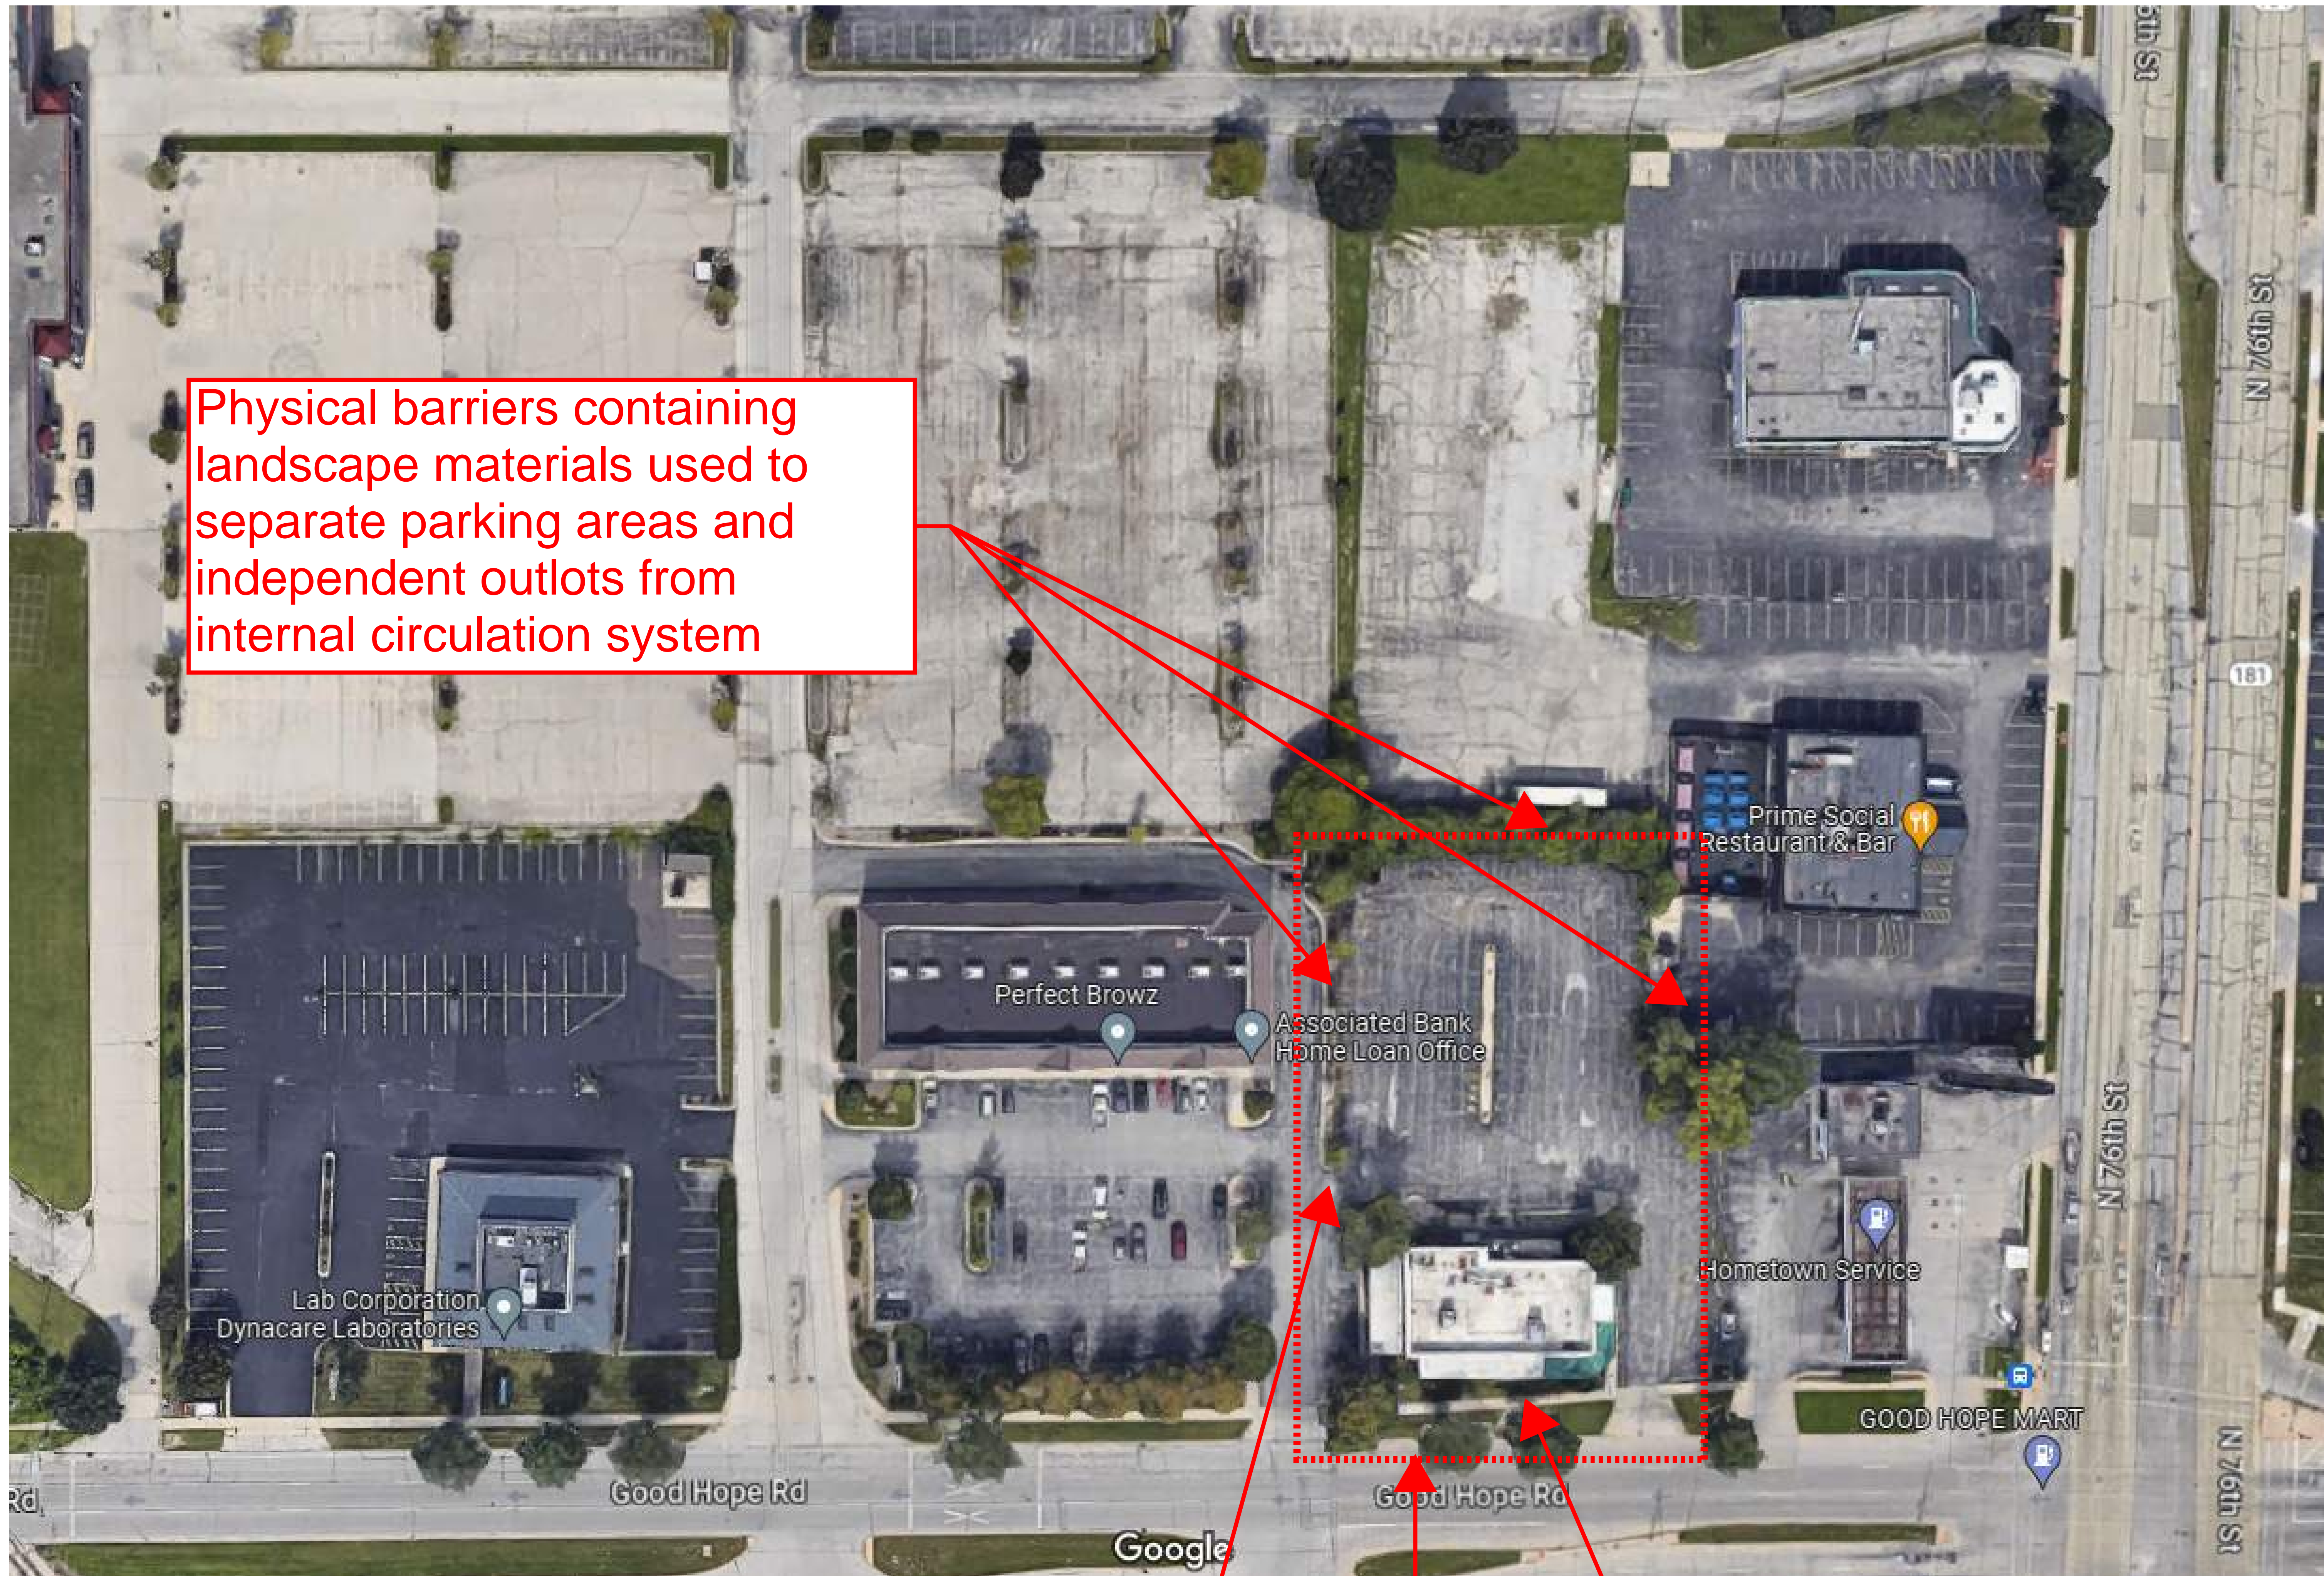 6th St
N 76th St
Physical barriers containing
landscape materials used to
separate parking areas and
independent outlots from
internal circulation system
181
Prime Social
Restaurant & Bar
Perfect Browz
Associated Bank
Home Loan Office
N 76th St
Hometown Service
Lab Corporation
Dynacare Laboratories
GOOD HOPE MART
N 76th St
Rd
Good Hope Rd
Good Hope Rd
Google